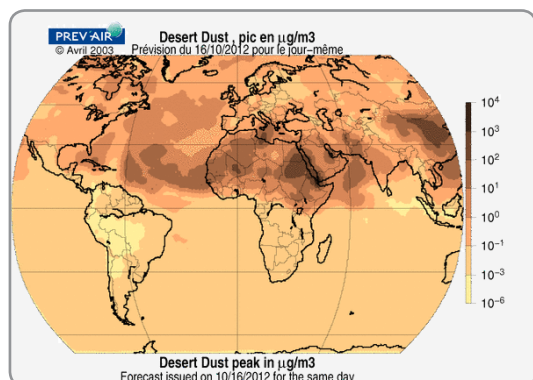 PREV'AIR
© Avril 2003
Desert Dust , pic en µg/m3
Prévision du 16/10/2012 pour le jour-même
10⁴
10³
10²
10¹
10⁰
10⁻¹
10⁻³
10⁻⁶
Desert Dust peak in µg/m3
Forecast issued on 10/16/2012 for the same day